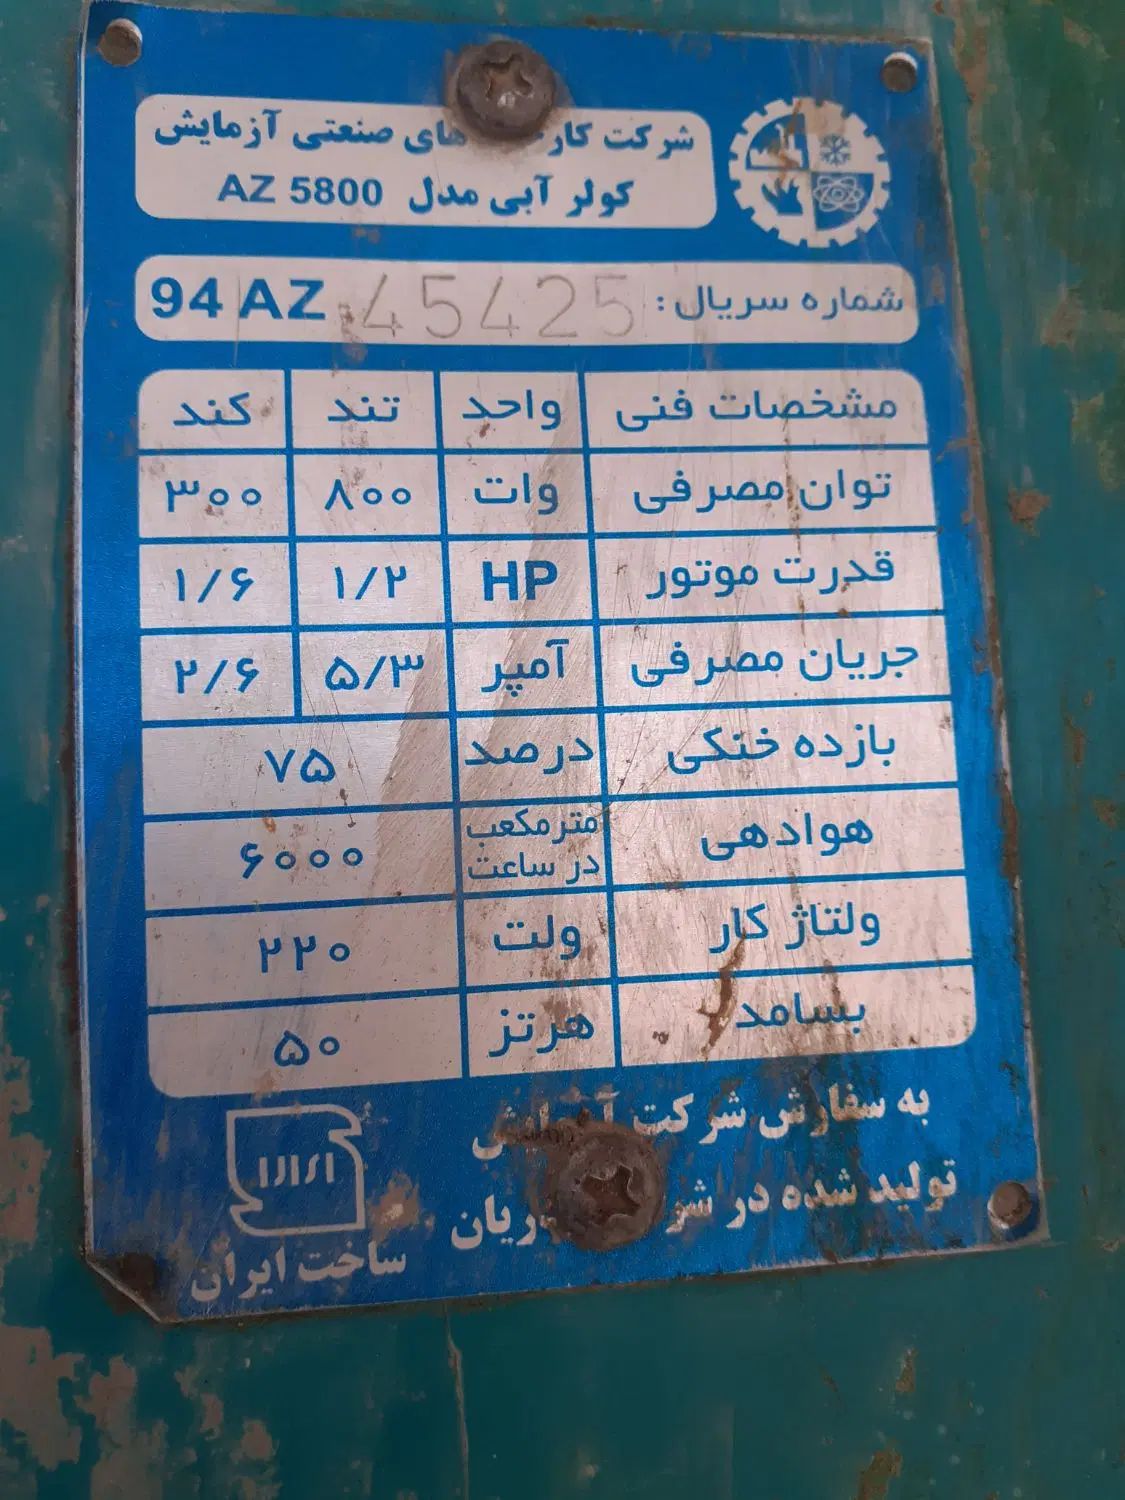 شرکت های صنعتی آزمایش
کولر آبی مدل AZ 5800
شماره سریال: 94 AZ 45425
مشخصات فنی واحد تند کند
توان مصرفی وات ۸۰۰ ۳۰۰
قدرت موتور HP ۱/۲ ۱/۶
جریان مصرفی آمپر ۵/۳ ۲/۶
بازده خنکی درصد ۷۵
هوادهی مترمکعب در ساعت ۶۰۰۰
ولتاژ کار ولت ۲۲۰
بسامد هرتز ۵۰
به سفارش شرکت آزمایش
تولید شده در
ساخت ایران